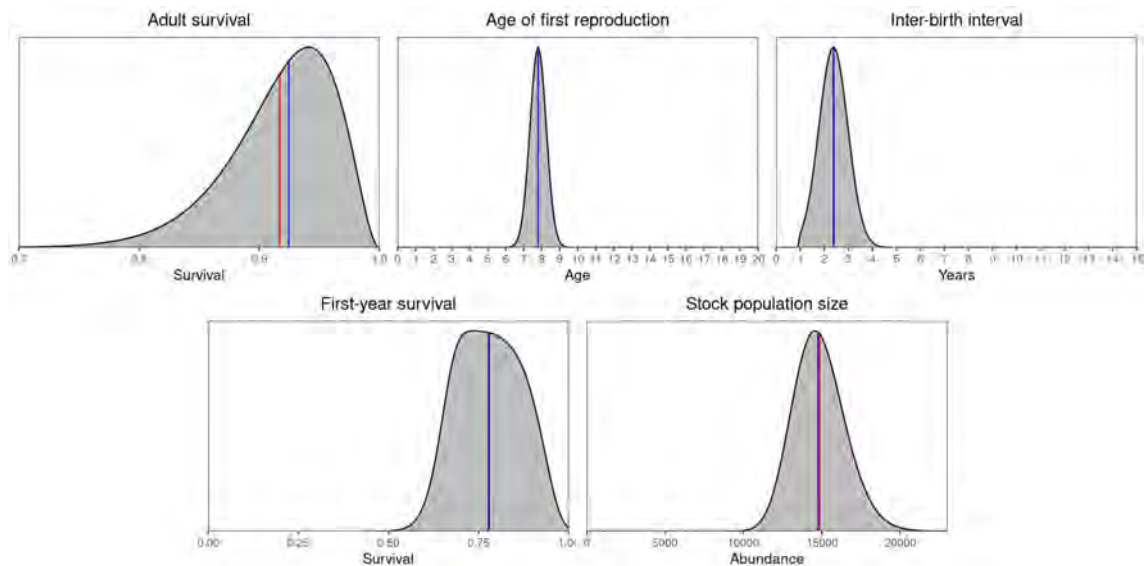 Adult survival
Age of first reproduction
Inter-birth interval
0.7 0.8 0.9 1.0
0 1 2 3 4 5 6 7 8 9 10 11 12 13 14 15 16 17 18 19 20
0 1 2 3 4 5 6 7 8 9 10 11 12 13 14 15
Survival
Age
Years
First-year survival
Stock population size
0.00 0.25 0.50 0.75 1.00
0 5000 10000 15000 20000
Survival
Abundance